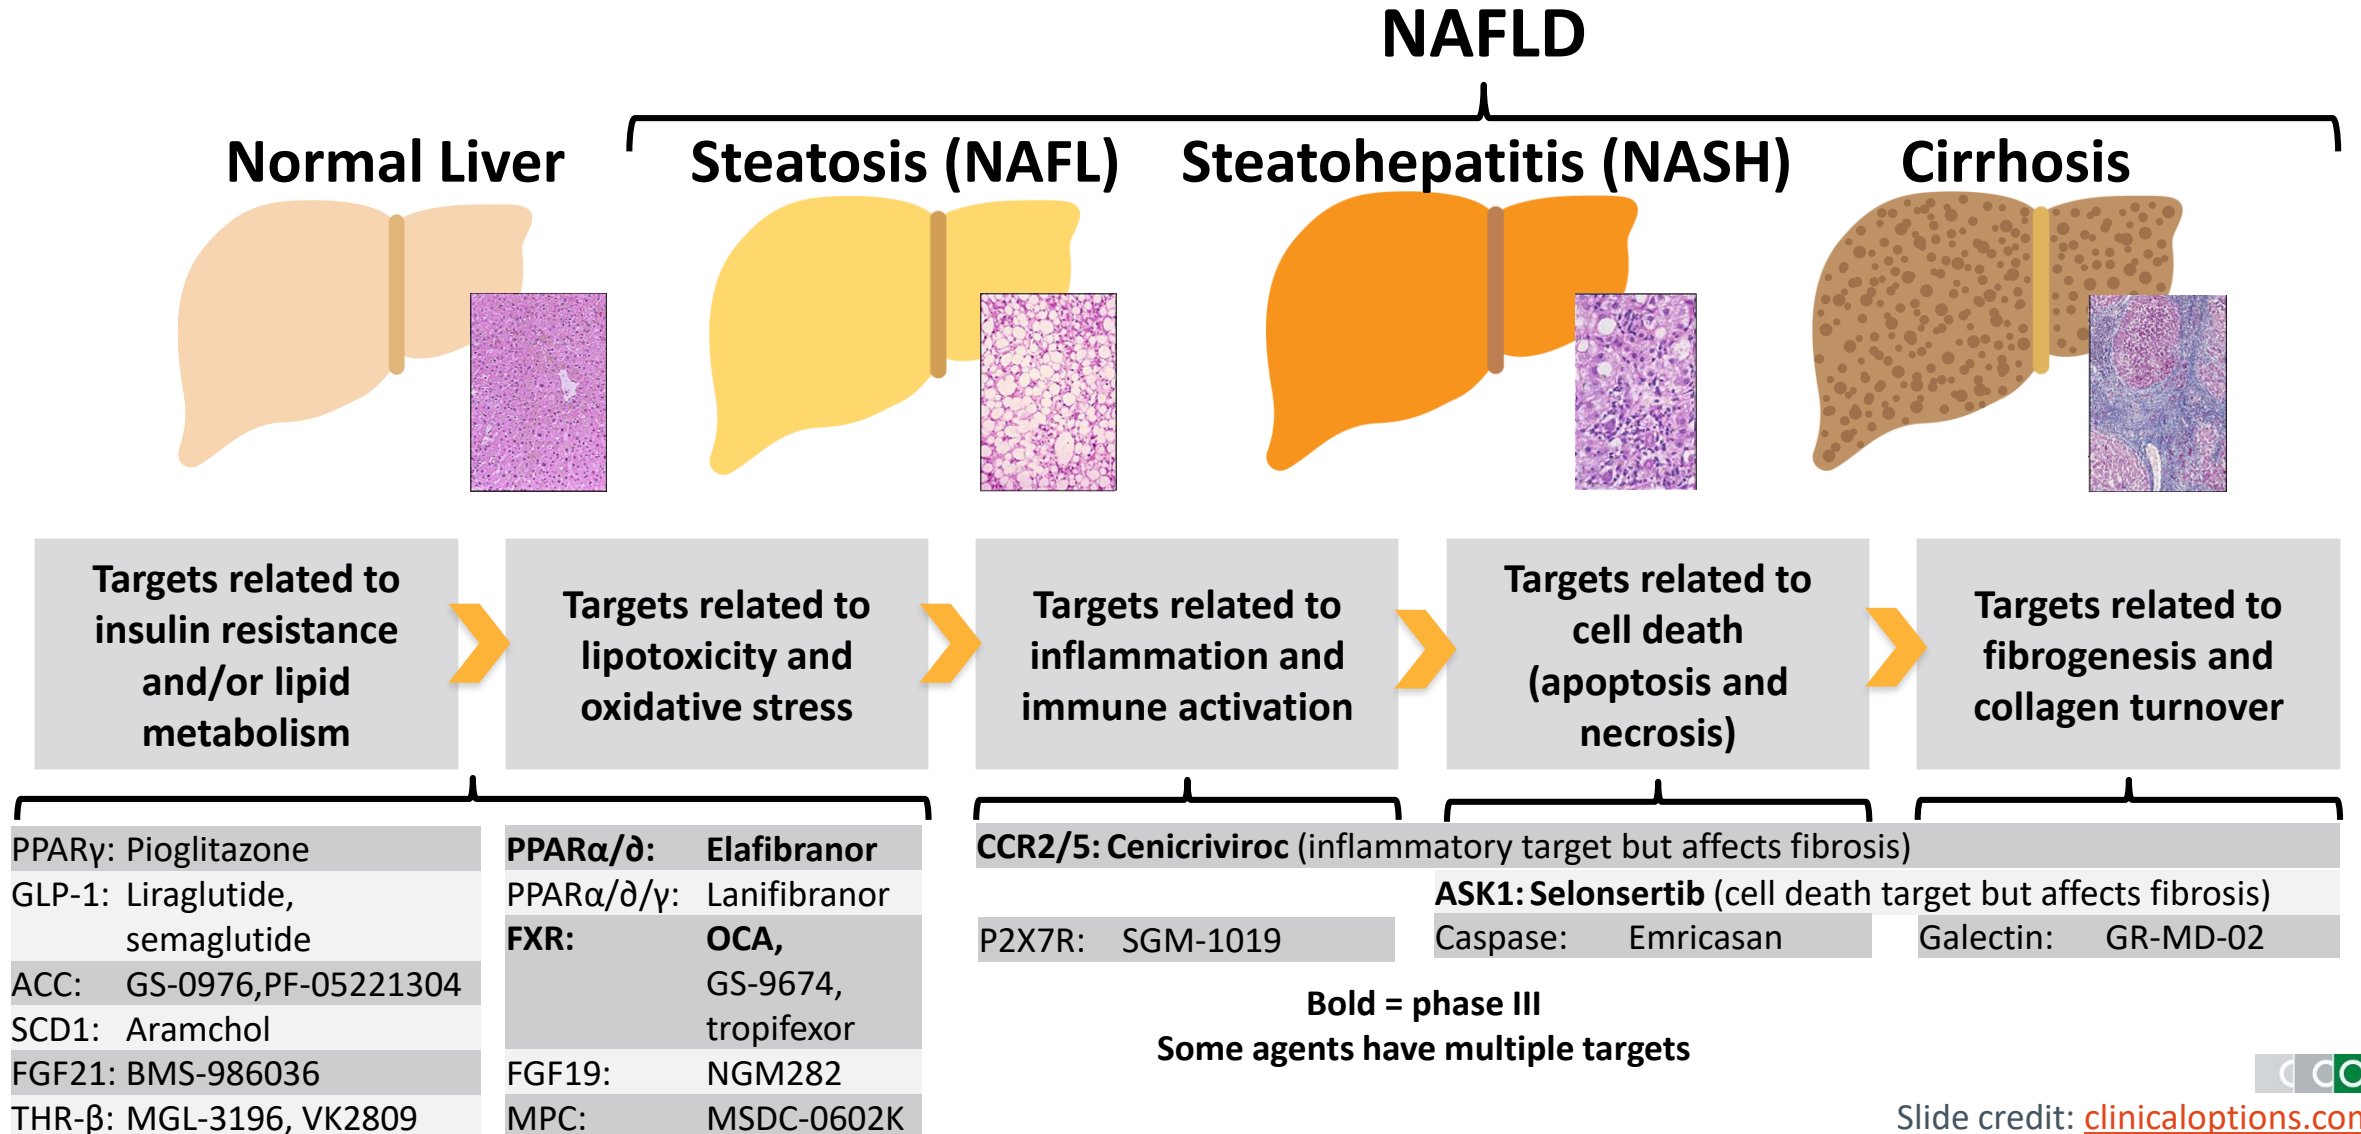 NAFLD
Normal Liver
Steatosis (NAFL)
Steatohepatitis (NASH)
Cirrhosis
Targets related to
insulin resistance
and/or lipid
metabolism
Targets related to
lipotoxicity and
oxidative stress
Targets related to
inflammation and
immune activation
Targets related to
cell death
(apoptosis and
necrosis)
Targets related to
fibrogenesis and
collagen turnover
PPARγ: Pioglitazone
GLP-1: Liraglutide,
semaglutide
ACC: GS-0976,PF-05221304
SCD1: Aramchol
FGF21: BMS-986036
THR-β: MGL-3196, VK2809
PPARα/∂: Elafibranor
PPARα/∂/γ: Lanifibranor
FXR: OCA,
GS-9674,
tropifexor
FGF19: NGM282
MPC: MSDC-0602K
CCR2/5: Cenicriviroc (inflammatory target but affects fibrosis)
ASK1: Selonsertib (cell death target but affects fibrosis)
P2X7R: SGM-1019
Caspase: Emricasan
Galectin: GR-MD-02
Bold = phase III
Some agents have multiple targets
CCO
Slide credit: clinicaloptions.com